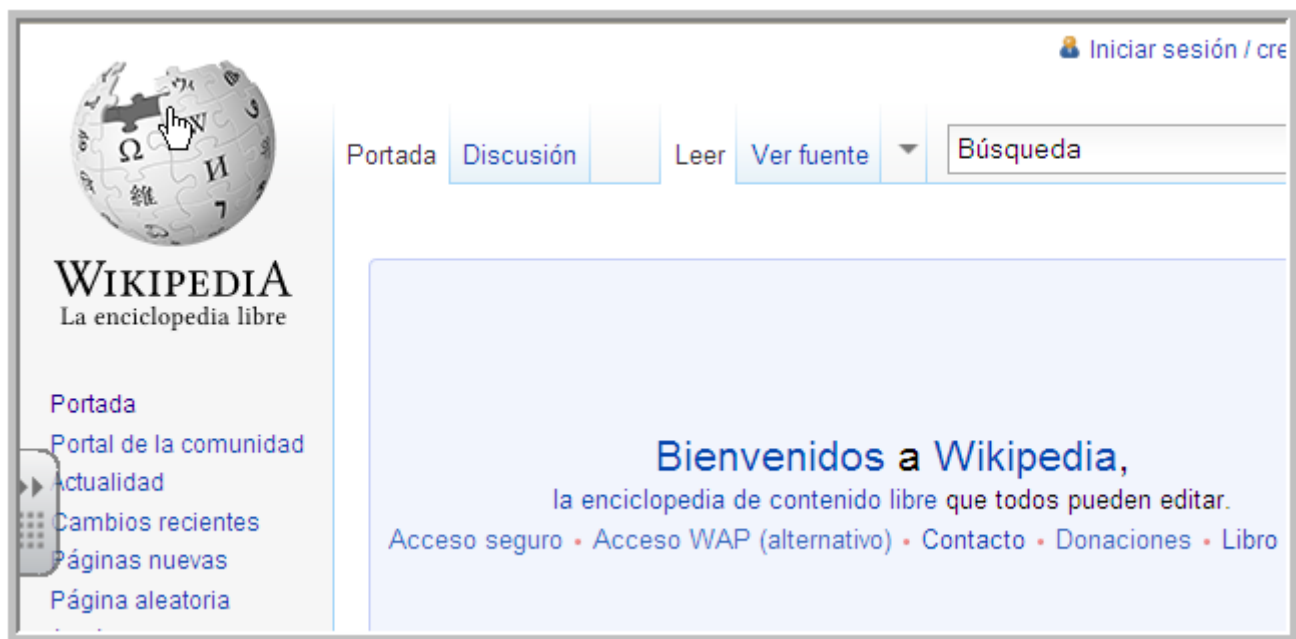 Iniciar sesión / cre
Portada Discusión Leer Ver fuente Búsqueda
Ω W И 維 7
WIKIPEDIA
La enciclopedia libre
Portada
Portal de la comunidad
Actualidad
Cambios recientes
Páginas nuevas
Página aleatoria
Bienvenidos a Wikipedia,
la enciclopedia de contenido libre que todos pueden editar.
Acceso seguro • Acceso WAP (alternativo) • Contacto • Donaciones • Libro